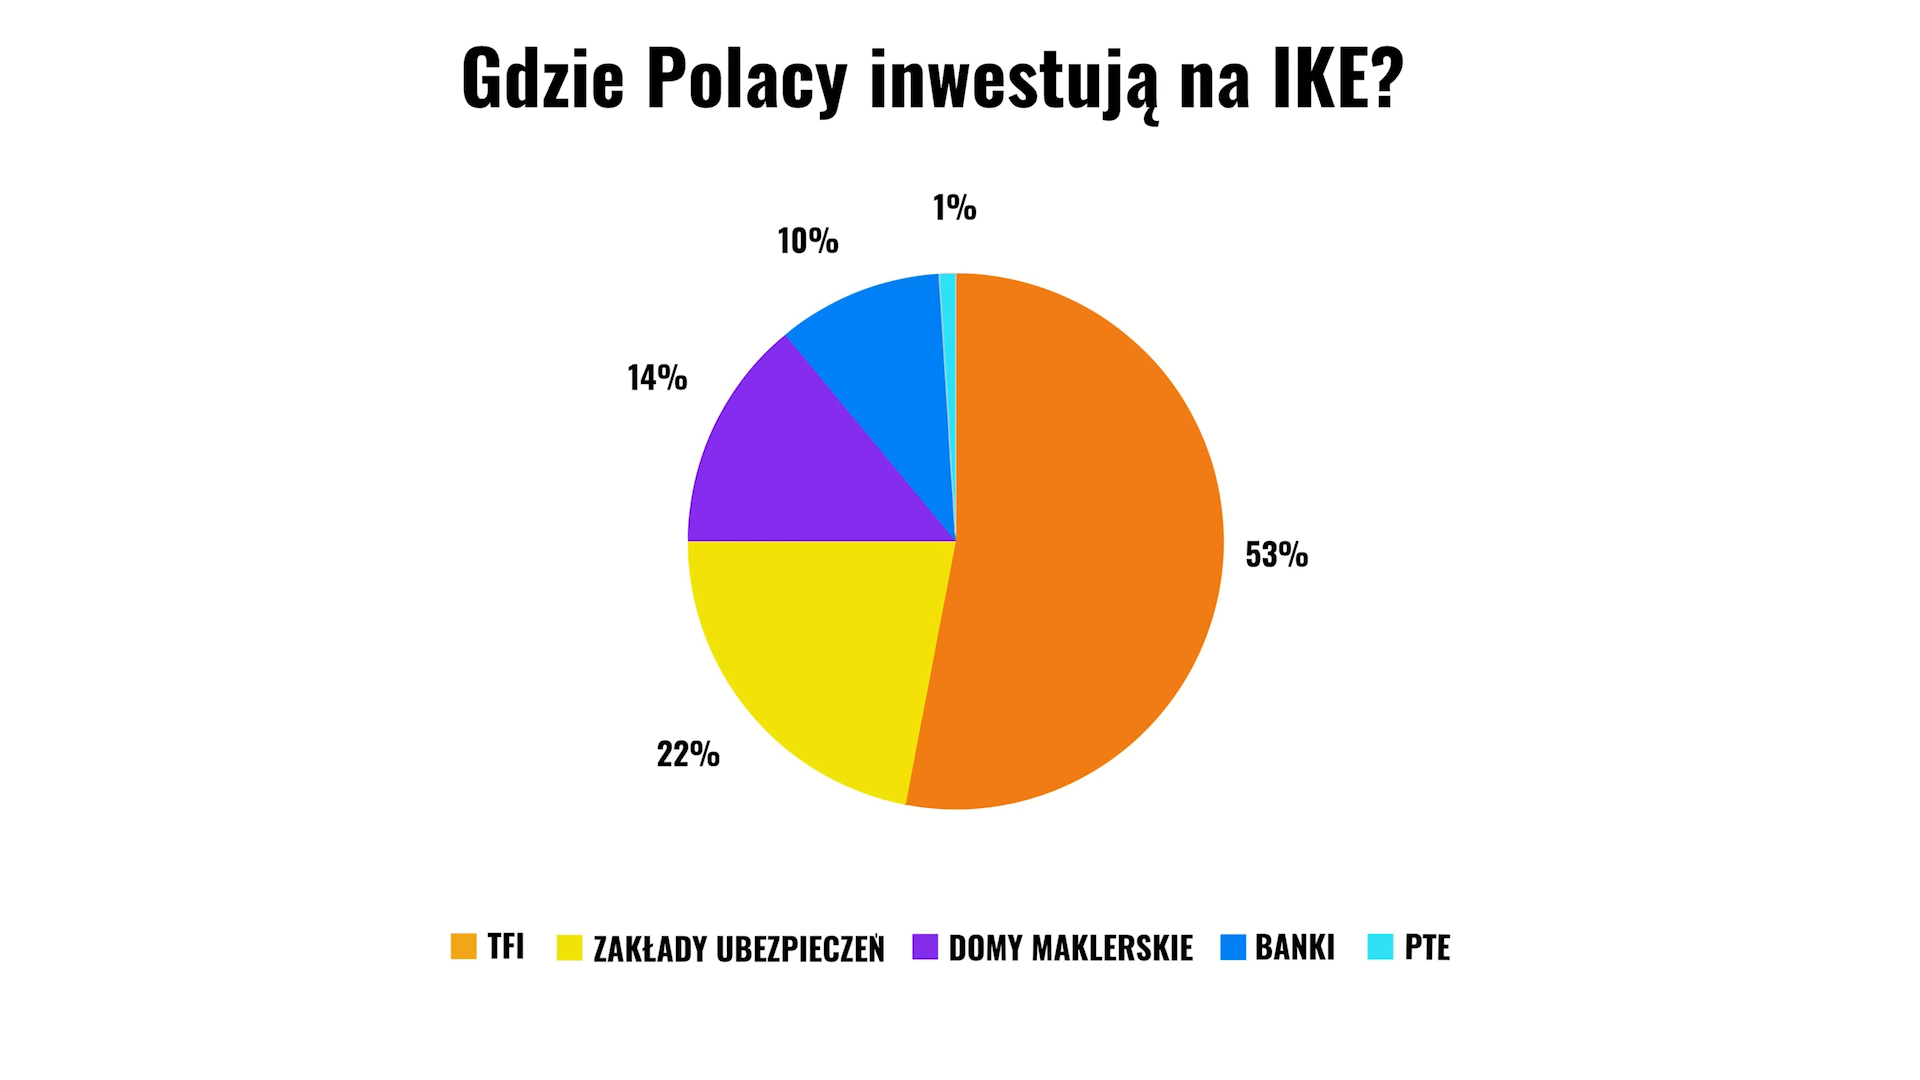 Gdzie Polacy inwestują na IKE?
1%
10%
14%
53%
22%
TFI ZAKŁADY UBEZPIECZEŃ DOMY MAKLERSKIE BANKI PTE